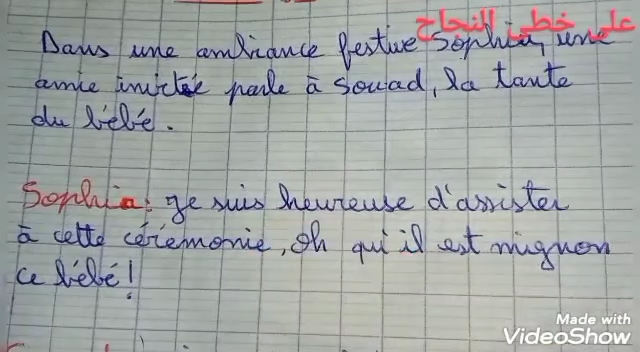 على خطى النجاح
Dans une ambiance festive Sophia, une
amie invitée parle à Souad, la tante
du bébé.
Sophia: je suis heureuse d'assister
à cette cérémonie, Oh qu'il est mignon
ce bébé!
Made with
VideoShow